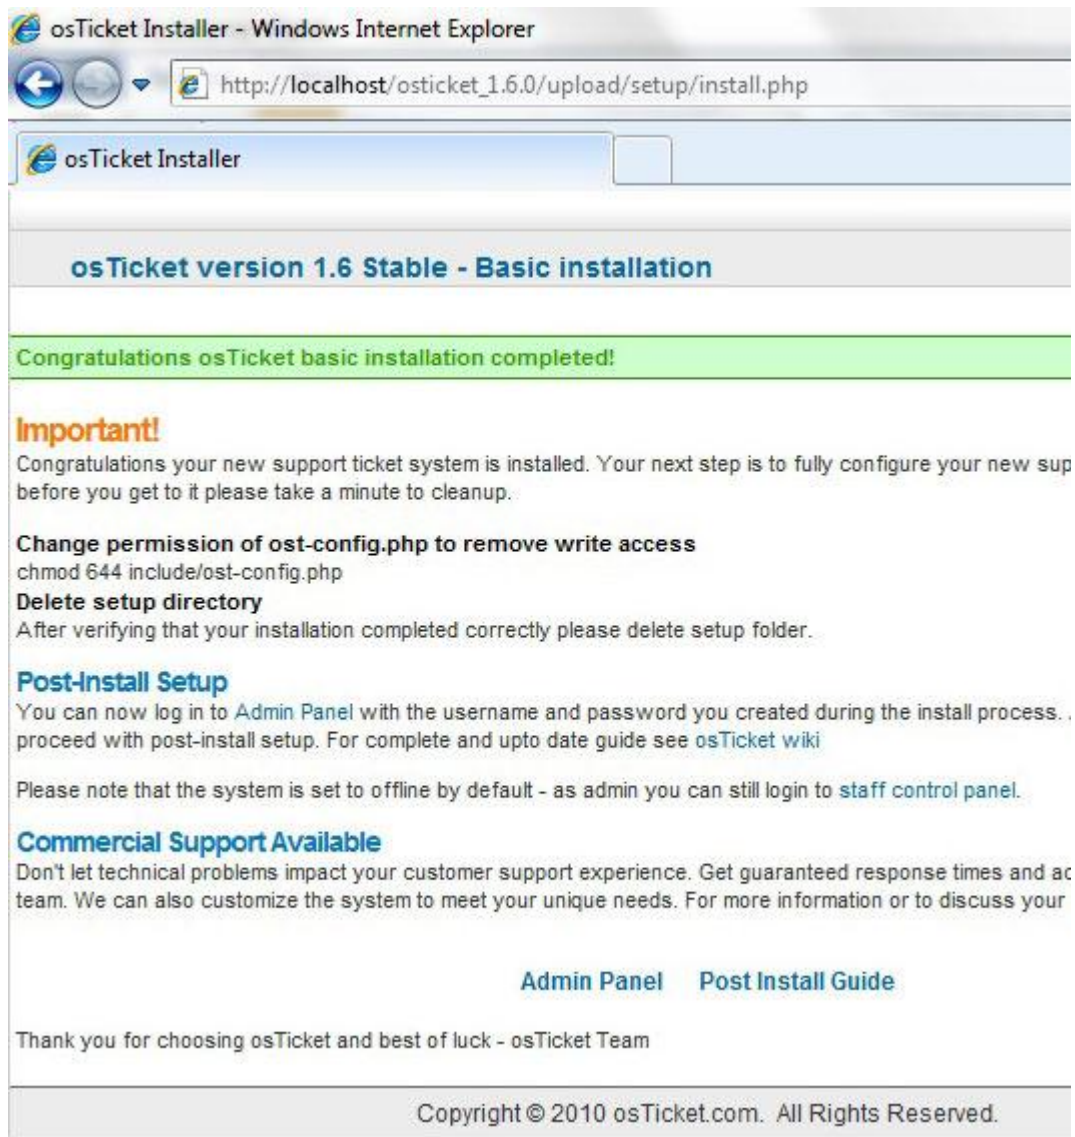 osTicket Installer - Windows Internet Explorer
http://localhost/osticket_1.6.0/upload/setup/install.php
osTicket Installer
osTicket version 1.6 Stable - Basic installation
Congratulations osTicket basic installation completed!
Important!
Congratulations your new support ticket system is installed. Your next step is to fully configure your new sup
before you get to it please take a minute to cleanup.
Change permission of ost-config.php to remove write access
chmod 644 include/ost-config.php
Delete setup directory
After verifying that your installation completed correctly please delete setup folder.
Post-Install Setup
You can now log in to Admin Panel with the username and password you created during the install process.
proceed with post-install setup. For complete and upto date guide see osTicket wiki
Please note that the system is set to offline by default - as admin you can still login to staff control panel.
Commercial Support Available
Don't let technical problems impact your customer support experience. Get guaranteed response times and ac
team. We can also customize the system to meet your unique needs. For more information or to discuss your
Admin Panel Post Install Guide
Thank you for choosing osTicket and best of luck - osTicket Team
Copyright © 2010 osTicket.com. All Rights Reserved.